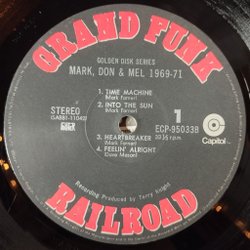 GRAND FUNK
GOLDEN DISK SERIES
MARK, DON & MEL 1969-71
1. TIME MACHINE
(Mark Farner)
2. INTO THE SUN
(Mark Farner)
STEREO
1
ECP-95033B
33⅓ r.p.m.
3. HEARTBREAKER
(Mark Farner)
4. FEELIN' ALRIGHT
(Dave Mason)
Capitol
Recording Produced by Terry Knight
RAILROAD